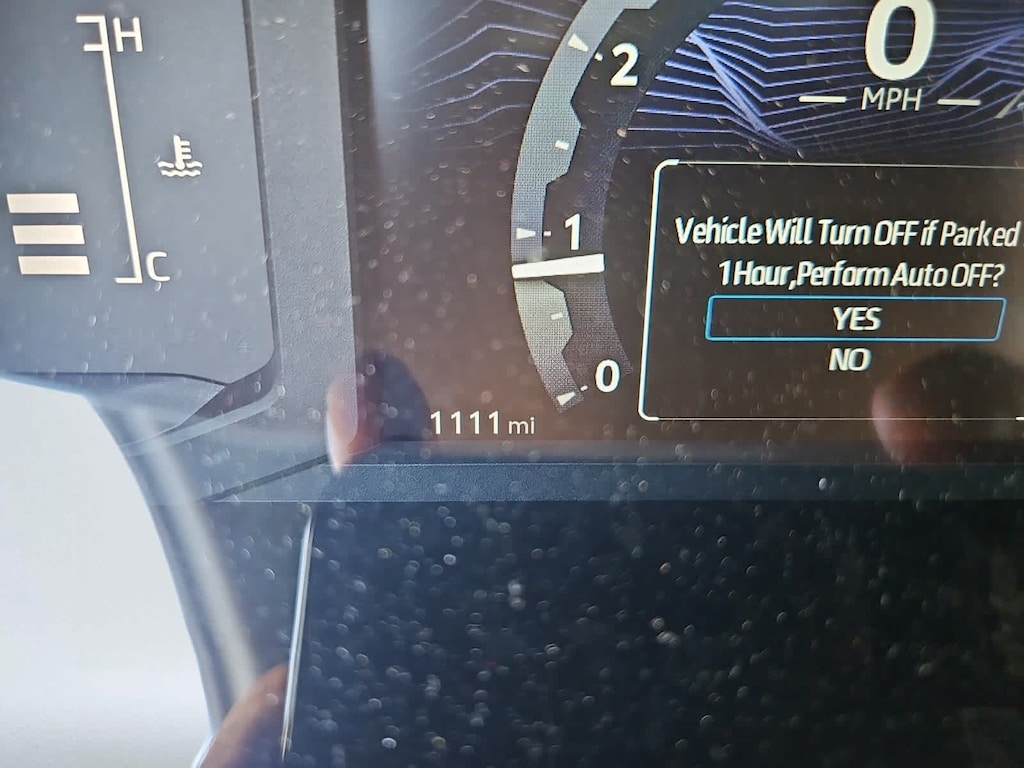 H
C
2
1
0
0
MPH
Vehicle Will Turn OFF if Parked
1 Hour,Perform Auto OFF?
YES
NO
1111 mi